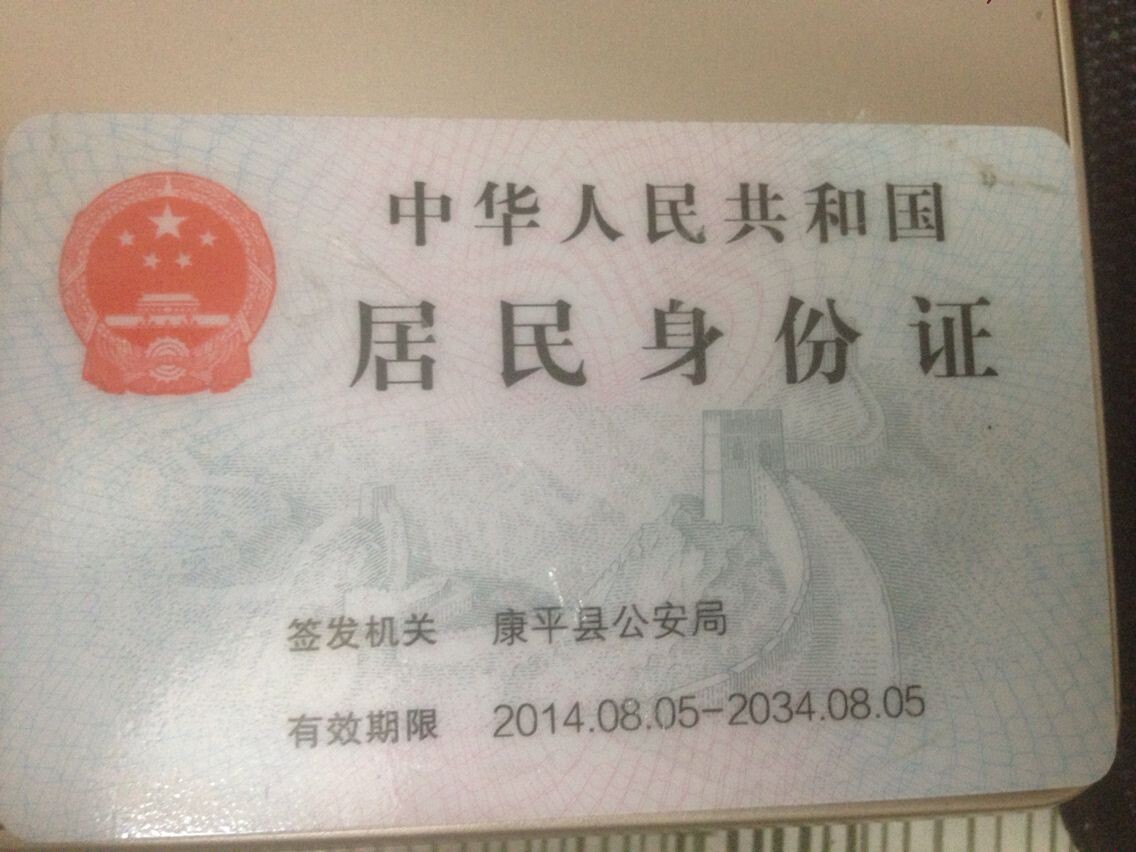 中华人民共和国
居民身份证
签发机关 康平县公安局
有效期限 2014.08.05-2034.08.05